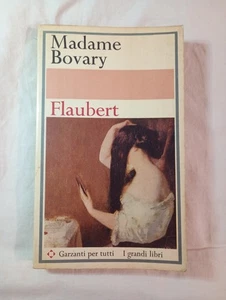 Madame
Bovary
Flaubert
Garzanti per tutti   I grandi libri